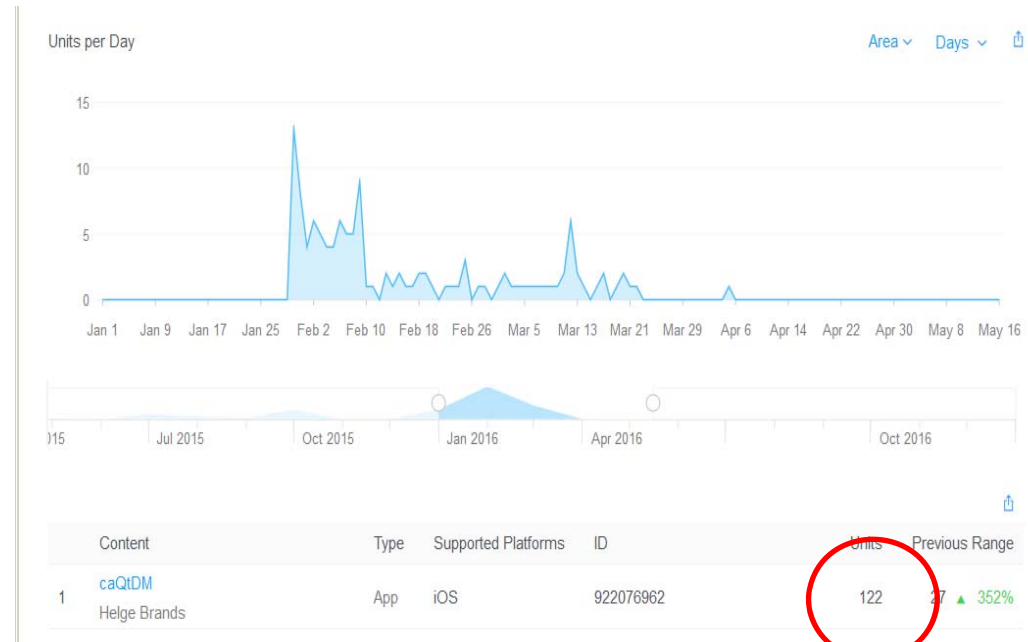 Units per Day
Area Days
15
10
5
0
Jan 1 Jan 9 Jan 17 Jan 25 Feb 2 Feb 10 Feb 18 Feb 26 Mar 5 Mar 13 Mar 21 Mar 29 Apr 6 Apr 14 Apr 22 Apr 30 May 8 May 16
)15 Jul 2015 Oct 2015 Jan 2016 Apr 2016 Oct 2016
Content Type Supported Platforms ID Units Previous Range
1 caQtDM App iOS 922076962 122 27 ▲ 352%
Helge Brands